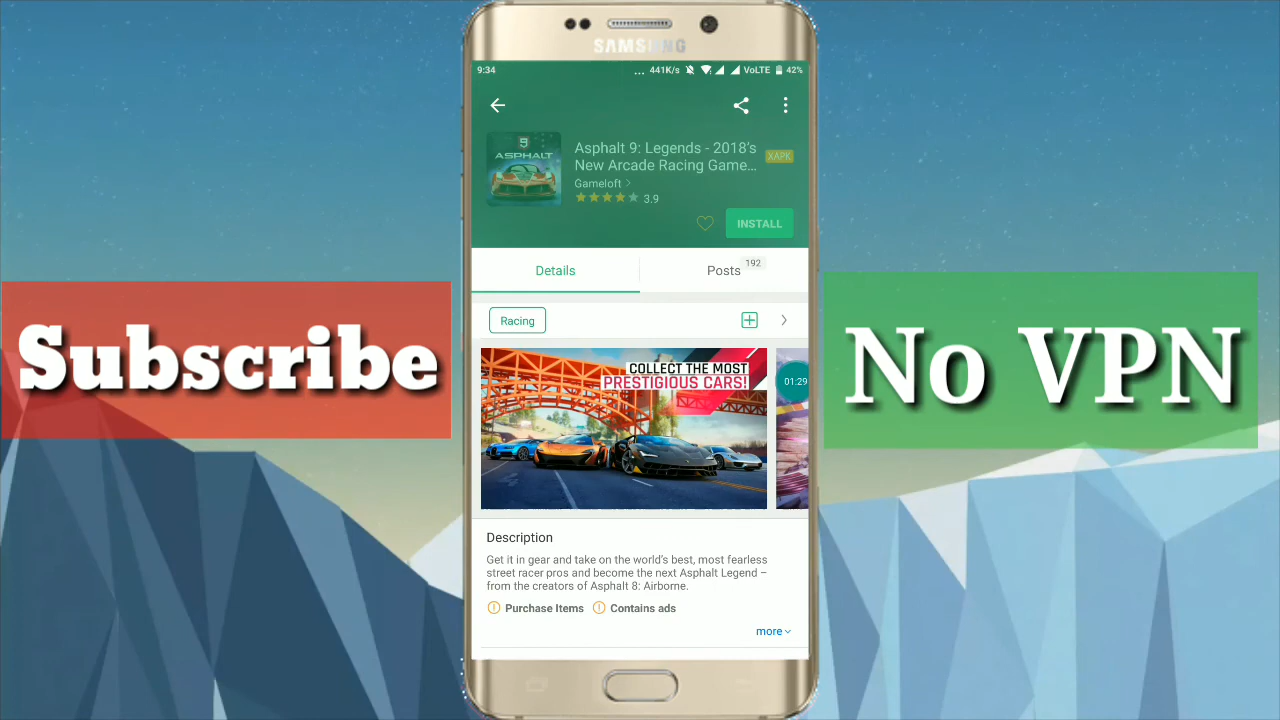 SAMSUNG
9:34
... 441K/s VoLTE 42%
9
ASPHALT
Asphalt 9: Legends - 2018's
New Arcade Racing Game...
XAPK
Gameloft
3.9
INSTALL
Details
Posts
192
Racing
COLLECT THE MOST
PRESTIGIOUS CARS!
01:29
Description
Get it in gear and take on the world's best, most fearless
street racer pros and become the next Asphalt Legend –
from the creators of Asphalt 8: Airborne.
Purchase Items
Contains ads
more
Subscribe
No VPN